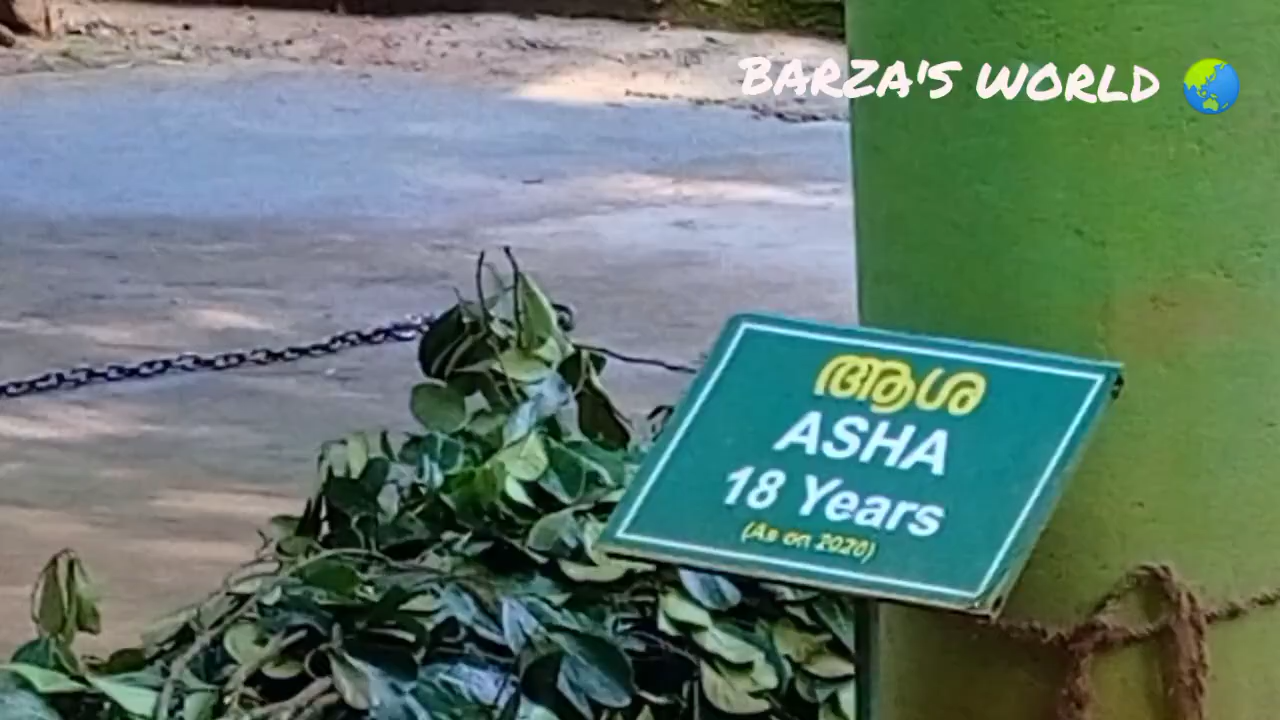 BARZA'S WORLD 🌏
ആശ
ASHA
18 Years
(As on 2020)